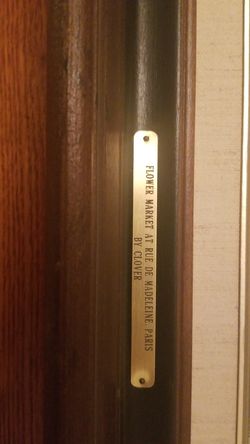 FLOWER MARKET AT RUE DE MADELEINE PARIS
BY CLOVER